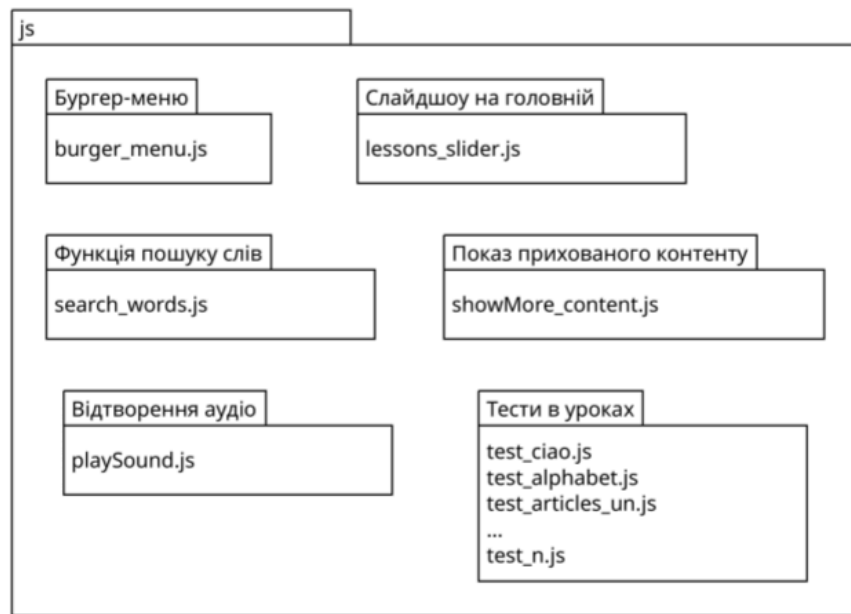 js
Бургер-меню
burger_menu.js
Слайдшоу на головній
lessons_slider.js
Функція пошуку слів
search_words.js
Показ прихованого контенту
showMore_content.js
Відтворення аудіо
playSound.js
Тести в уроках
test_ciao.js
test_alphabet.js
test_articles_un.js
...
test_n.js